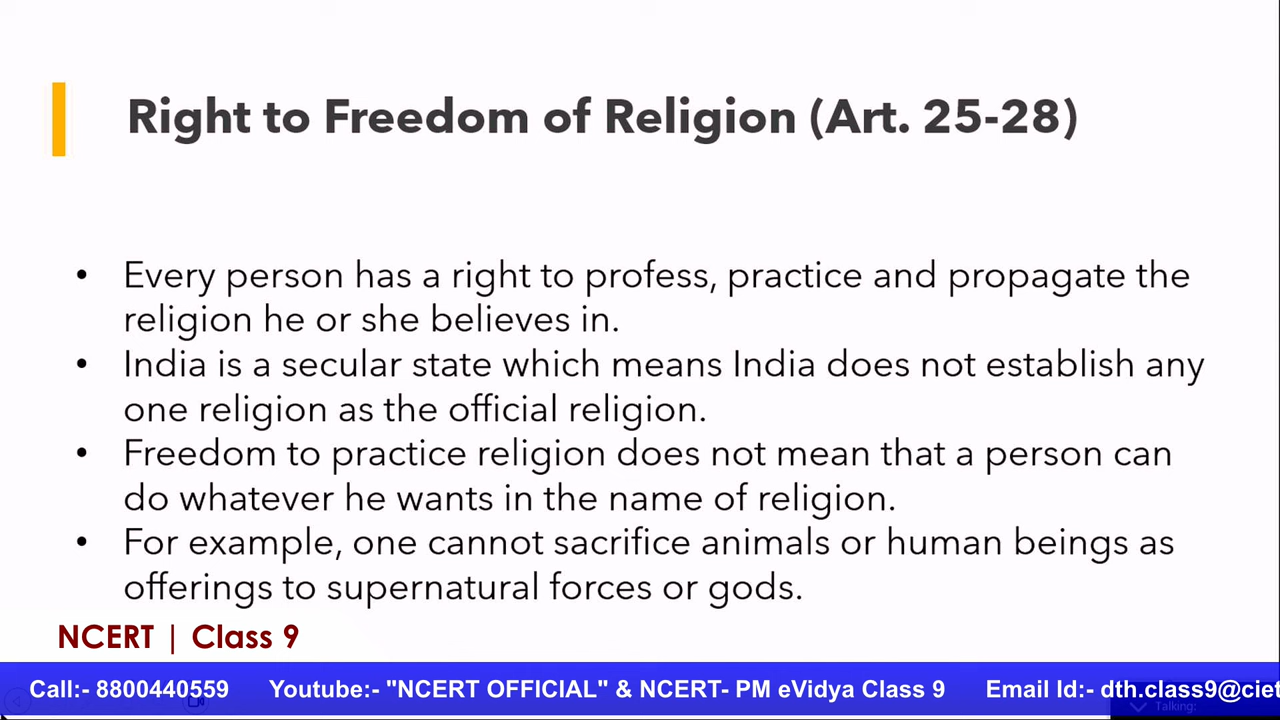 Right to Freedom of Religion (Art. 25-28)
• Every person has a right to profess, practice and propagate the
religion he or she believes in.
• India is a secular state which means India does not establish any
one religion as the official religion.
• Freedom to practice religion does not mean that a person can
do whatever he wants in the name of religion.
• For example, one cannot sacrifice animals or human beings as
offerings to supernatural forces or gods.
NCERT | Class 9
Call:- 8800440559 Youtube:- "NCERT OFFICIAL" & NCERT- PM eVidya Class 9 Email Id:- dth.class9@ciet
Talking: